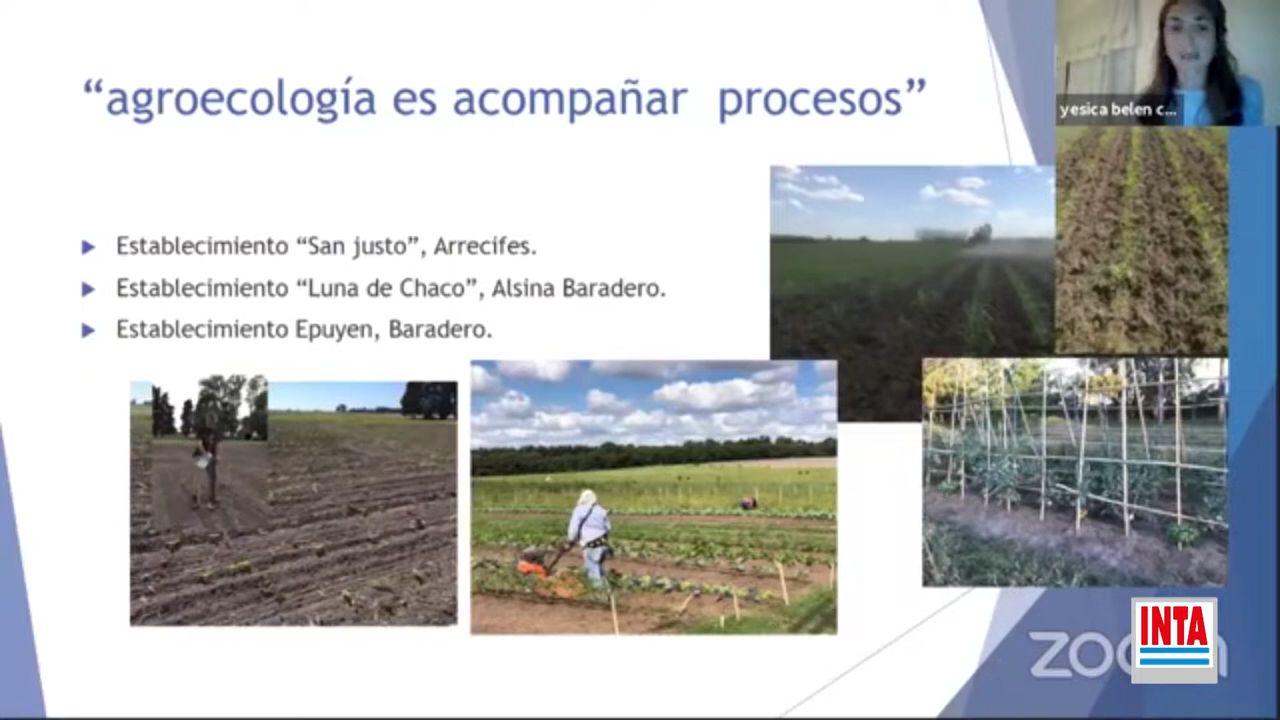 “agroecología es acompañar procesos”
yesica belen c...
Establecimiento “San justo”, Arrecifes.
Establecimiento “Luna de Chaco”, Alsina Baradero.
Establecimiento Epuyen, Baradero.
INTA
zoom